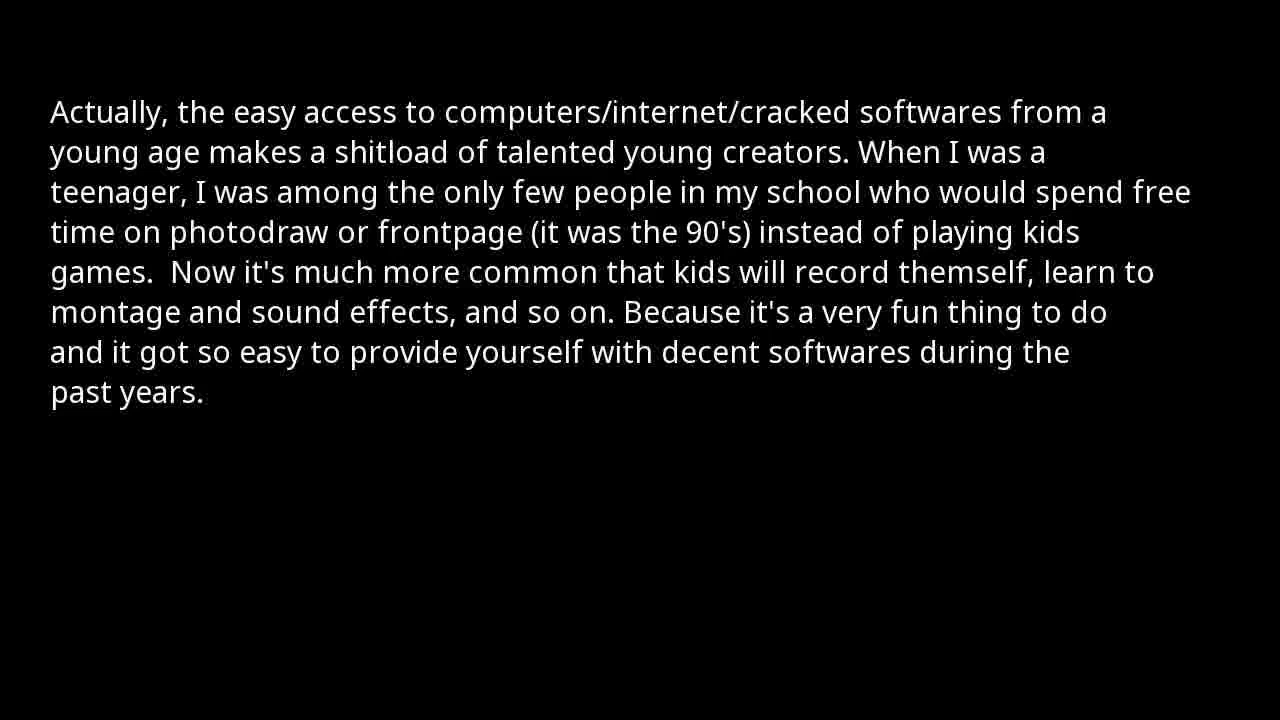 Actually, the easy access to computers/internet/cracked softwares from a
young age makes a shitload of talented young creators. When I was a
teenager, I was among the only few people in my school who would spend free
time on photodraw or frontpage (it was the 90's) instead of playing kids
games.  Now it's much more common that kids will record themself, learn to
montage and sound effects, and so on. Because it's a very fun thing to do
and it got so easy to provide yourself with decent softwares during the
past years.